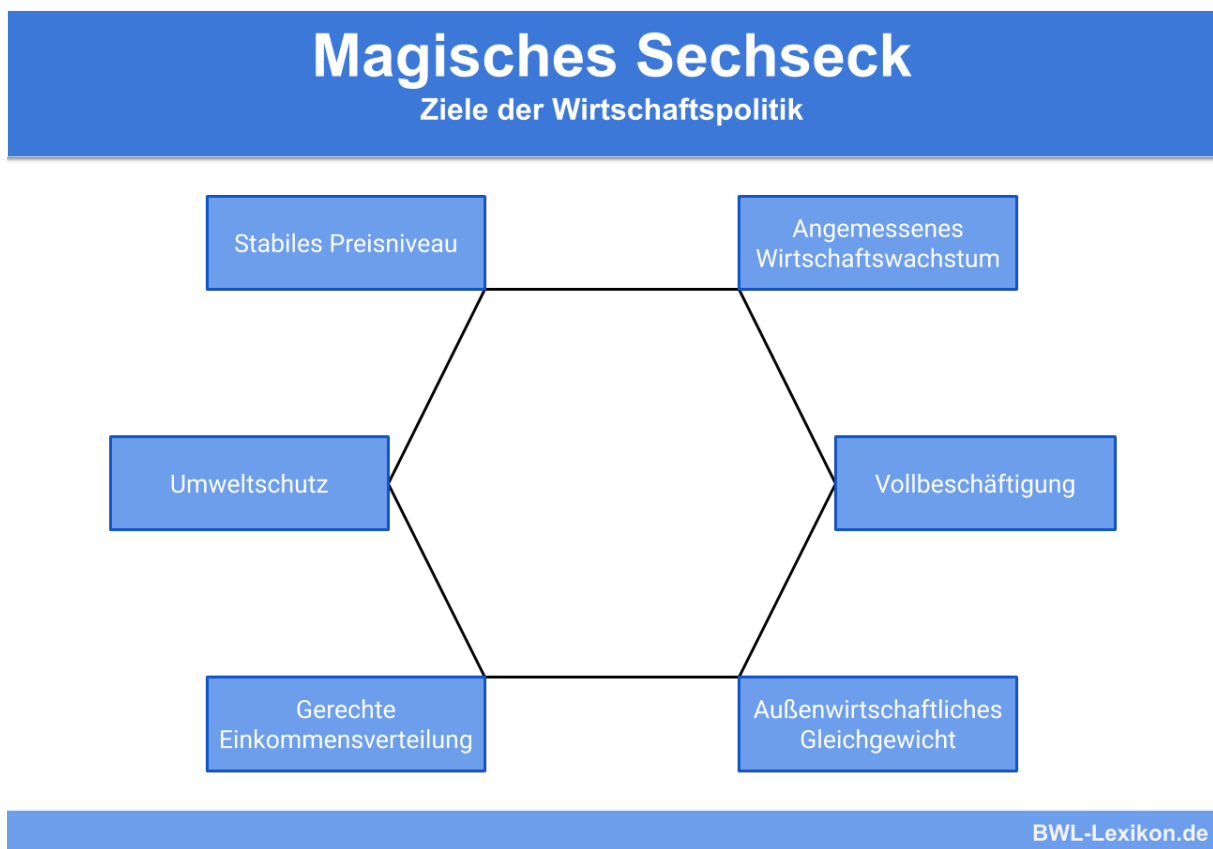 Magisches Sechseck
Ziele der Wirtschaftspolitik
Stabiles Preisniveau
Angemessenes
Wirtschaftswachstum
Umweltschutz
Vollbeschäftigung
Gerechte
Einkommensverteilung
Außenwirtschaftliches
Gleichgewicht
BWL-Lexikon.de